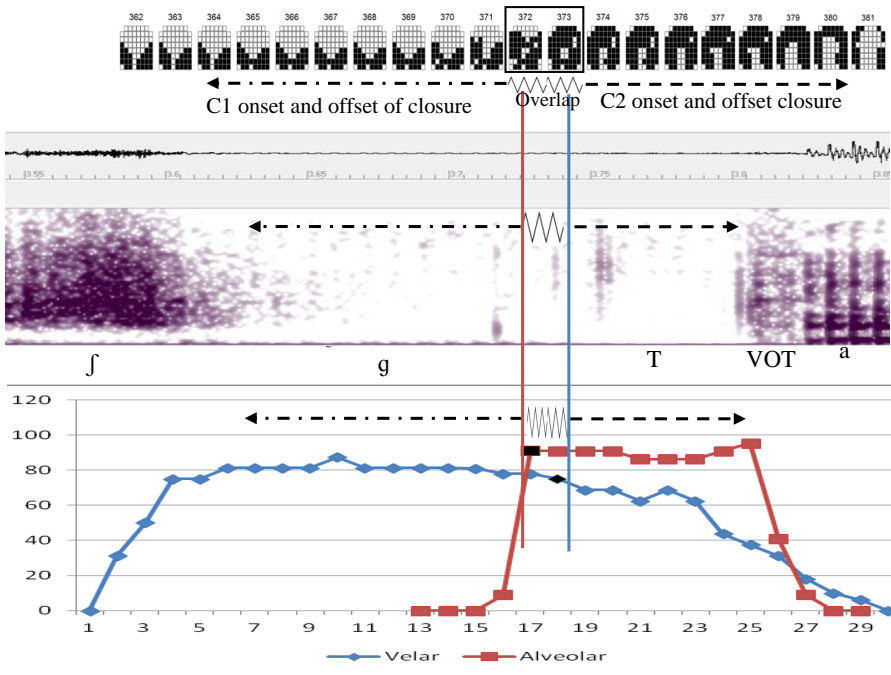 362 363 364 365 366 367 368 369 370 371 372 373 374 375 376 377 378 379 380 381
C1 onset and offset of closure Overlap C2 onset and offset closure
3.55 3.6 3.65 3.7 3.75 3.8 3.85
ʃ g T VOT a
120
100
80
60
40
20
0
1 3 5 7 9 11 13 15 17 19 21 23 25 27 29
Velar Alveolar